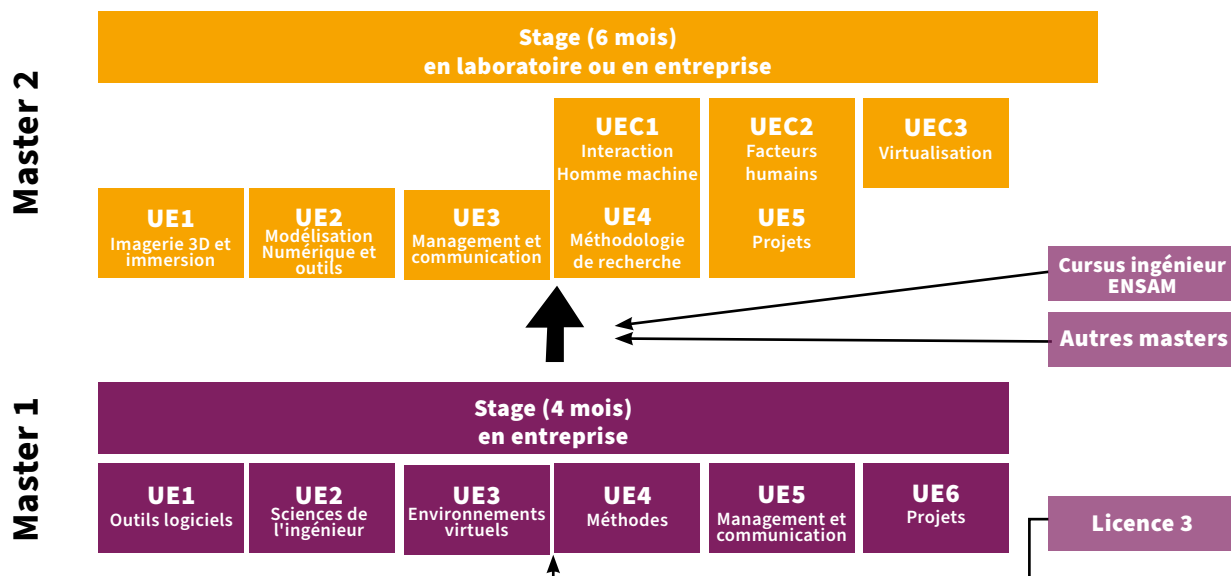 Master 2
Stage (6 mois)
en laboratoire ou en entreprise
UEC1
Interaction
Homme machine
UEC2
Facteurs
humains
UEC3
Virtualisation
UE1
Imagerie 3D et
immersion
UE2
Modélisation
Numérique et
outils
UE3
Management et
communication
UE4
Méthodologie
de recherche
UE5
Projets
Cursus ingénieur
ENSAM
Autres masters
Master 1
Stage (4 mois)
en entreprise
UE1
Outils logiciels
UE2
Sciences de
l'ingénieur
UE3
Environnements
virtuels
UE4
Méthodes
UE5
Management et
communication
UE6
Projets
Licence 3